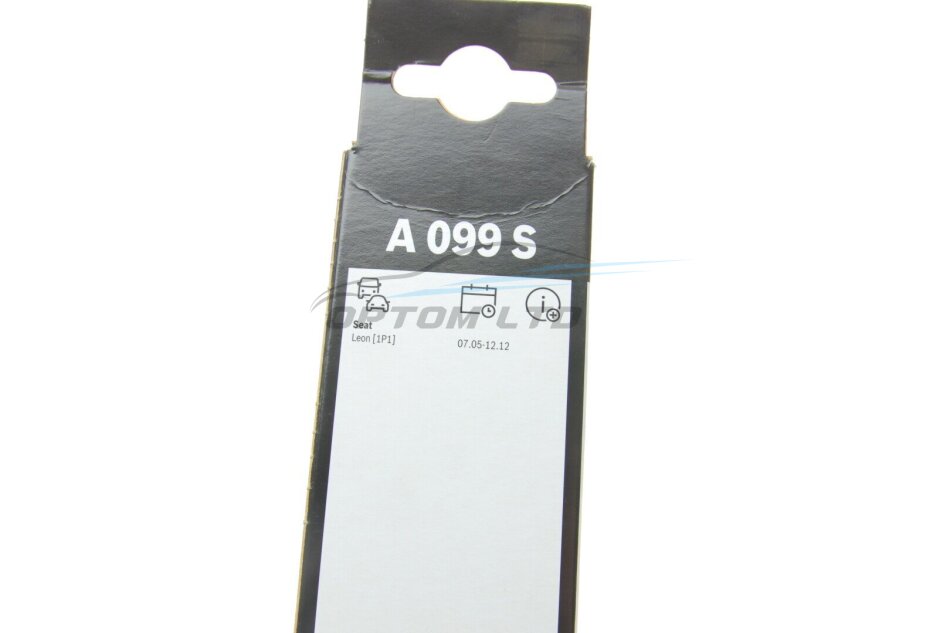 A 099 S
OPTOM LTD
Seat
Leon [1P1]
07.05-12.12